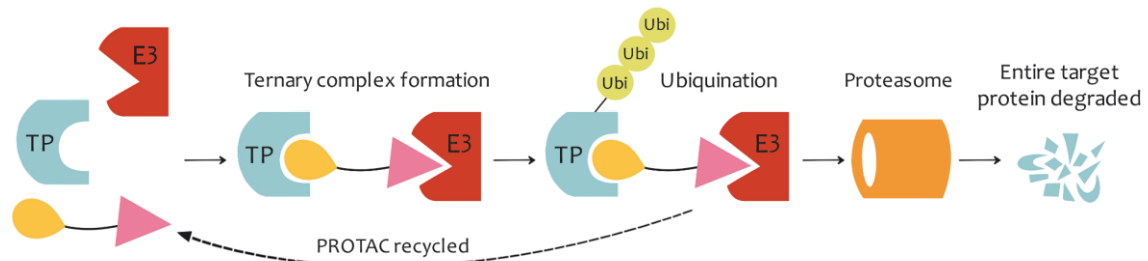 E3
TP
Ternary complex formation
TP
E3
Ubi
Ubi
Ubi
Ubiquination
TP
E3
Proteasome
Entire target
protein degraded
PROTAC recycled